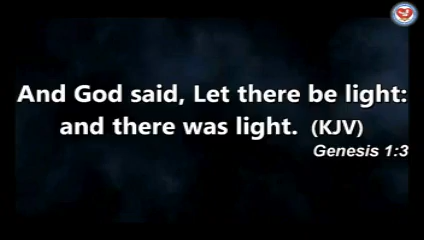 And God said, Let there be light:
and there was light. (KJV)
Genesis 1:3